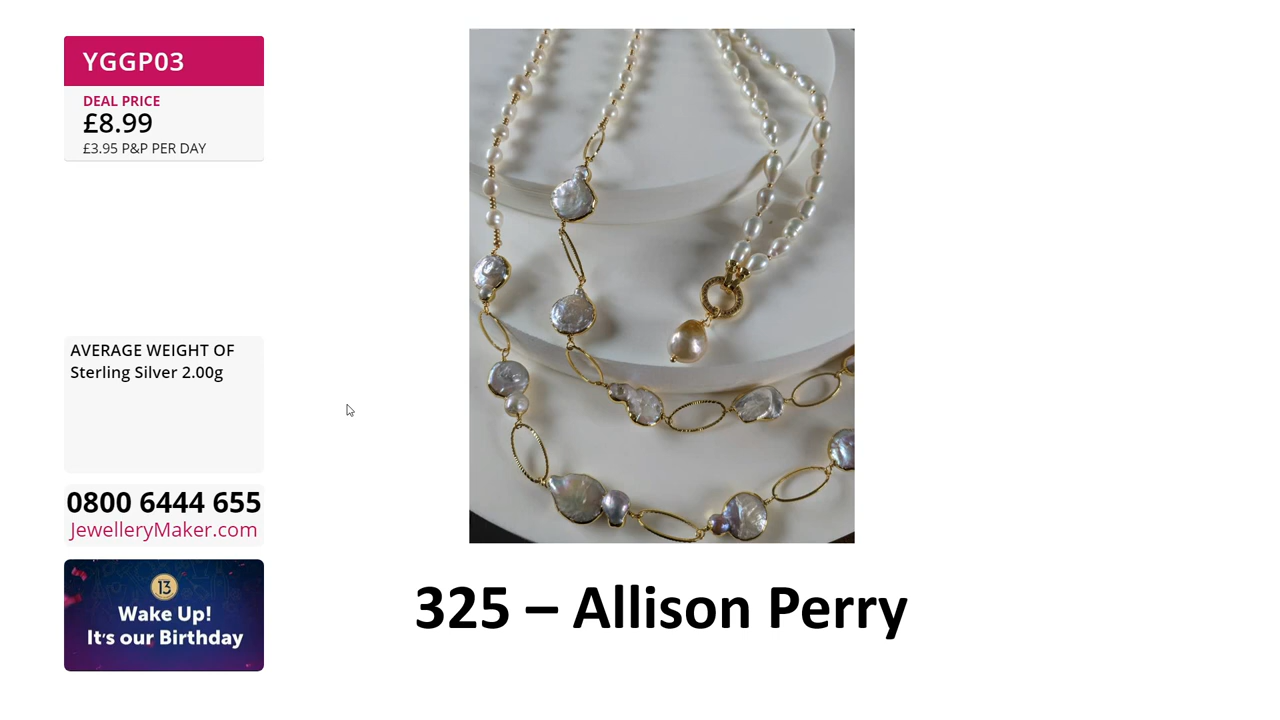 YGGP03
DEAL PRICE
£8.99
£3.95 P&P PER DAY
AVERAGE WEIGHT OF
Sterling Silver 2.00g
0800 6444 655
JewelleryMaker.com
13
Wake Up!
It's our Birthday
325 – Allison Perry